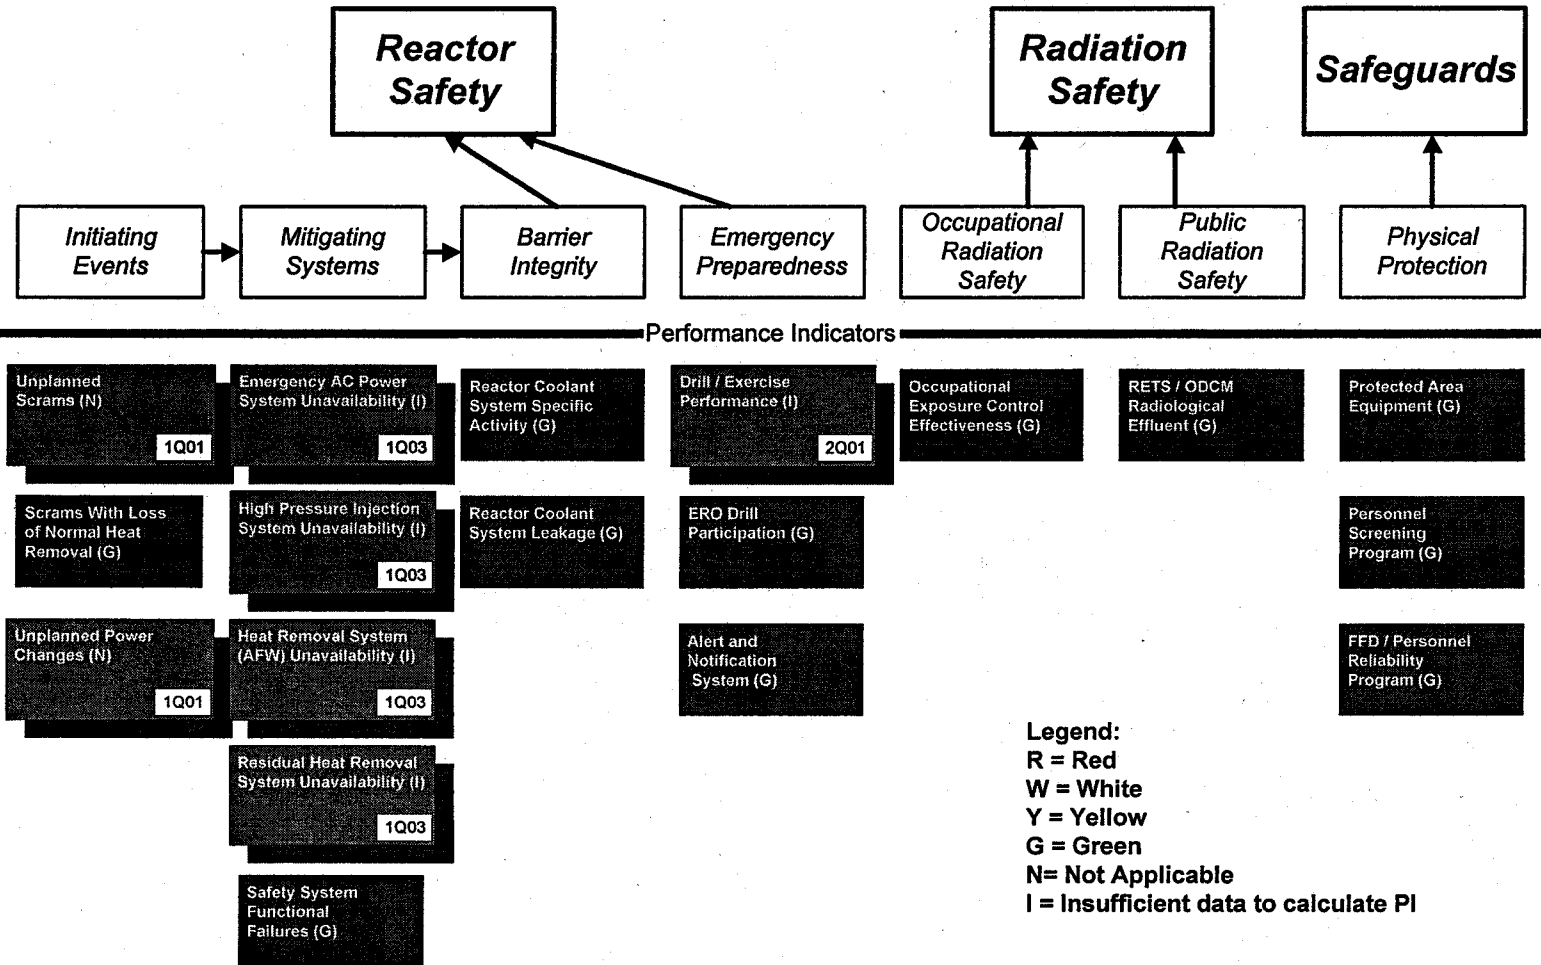 Reactor
Safety
Radiation
Safety
Safeguards
Initiating
Events
Mitigating
Systems
Barrier
Integrity
Emergency
Preparedness
Occupational
Radiation
Safety
Public
Radiation
Safety
Physical
Protection
Performance Indicators
Unplanned
Scrams (N)
1Q01
Emergency AC Power
System Unavailability (I)
1Q03
Reactor Coolant
System Specific
Activity (G)
Drill / Exercise
Performance (I)
2Q01
Occupational
Exposure Control
Effectiveness (G)
RETS / ODCM
Radiological
Effluent (G)
Protected Area
Equipment (G)
Scrams With Loss
of Normal Heat
Removal (G)
High Pressure Injection
System Unavailability (I)
1Q03
Reactor Coolant
System Leakage (G)
ERO Drill
Participation (G)
Personnel
Screening
Program (G)
Unplanned Power
Changes (N)
1Q01
Heat Removal System
(AFW) Unavailability (I)
1Q03
Alert and
Notification
System (G)
FFD / Personnel
Reliability
Program (G)
Residual Heat Removal
System Unavailability (I)
1Q03
Safety System
Functional
Failures (G)
Legend:
R = Red
W = White
Y = Yellow
G = Green
N= Not Applicable
I = Insufficient data to calculate PI